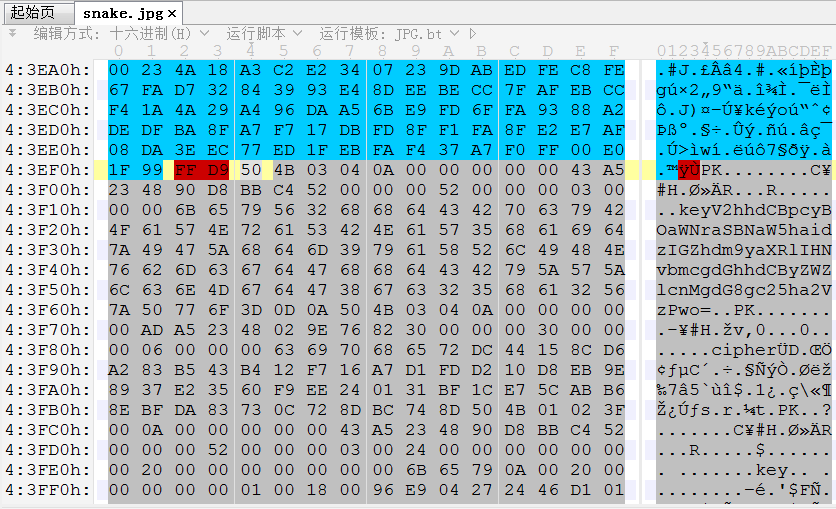 起始页 snake.jpg ×
编辑方式: 十六进制(H) 运行脚本 运行模板: JPG.bt
0 1 2 3 4 5 6 7 8 9 A B C D E F 0123456789ABCDEF
4:3EA0h: 00 23 4A 18 A3 C2 E2 34 07 23 9D AB ED FE C8 FE .#J.£Ââ4.#.«íþÈþ
4:3EB0h: 67 FA D7 32 84 39 93 E4 8D EE BE CC 7F AF EB CC gú×2„9“ä.î¾Ì.¯ëÌ
4:3EC0h: F4 1A 4A 29 A4 96 DA A5 6B E9 FD 6F FA 93 88 A2 ô.J)¤–Ú¥kéýoú“ˆ¢
4:3ED0h: DE DF BA 8F A7 F7 17 DB FD 8F F1 FA 8F E2 E7 AF Þßº.§÷.Ûý.ñú.âç¯
4:3EE0h: 08 DA 3E EC 77 ED 1F EB FA F4 37 A7 F0 FF 00 E0 .Ú>ìwí.ëúô7§ðÿ.à
4:3EF0h: 1F 99 FF D9 50 4B 03 04 0A 00 00 00 00 00 43 A5 .™ÿÙPK........C¥
4:3F00h: 23 48 90 D8 BB C4 52 00 00 00 52 00 00 00 03 00 #H.Ø»ÄR...R.....
4:3F10h: 00 00 6B 65 79 56 32 68 68 64 43 42 70 63 79 42 ..keyV2hhdCBpcyB
4:3F20h: 4F 61 57 4E 72 61 53 42 4E 61 57 35 68 61 69 64 OaWNraSBNaW5haid
4:3F30h: 7A 49 47 5A 68 64 6D 39 79 61 58 52 6C 49 48 4E zIGZhdm9yaXRlIHN
4:3F40h: 76 62 6D 63 67 64 47 68 68 64 43 42 79 5A 57 5A vbmcgdGhhdCByZWZ
4:3F50h: 6C 63 6E 4D 67 64 47 38 67 63 32 35 68 61 32 56 lcnMgdG8gc25ha2V
4:3F60h: 7A 50 77 6F 3D 0D 0A 50 4B 03 04 0A 00 00 00 00 zPwo=..PK.......
4:3F70h: 00 AD A5 23 48 02 9E 76 82 30 00 00 00 30 00 00 .-¥#H.žv‚0...0..
4:3F80h: 00 06 00 00 00 63 69 70 68 65 72 DC 44 15 8C D6 .....cipherÜD.ŒÖ
4:3F90h: A2 83 B5 43 B4 12 F7 16 A7 D1 FD D2 10 D8 EB 9E ¢ƒµC´.÷.§ÑýÒ.Øëž
4:3FA0h: 89 37 E2 35 60 F9 EE 24 01 31 BF 1C E7 5C AB B6 ‰7â5`ùî$.1¿.ç\«¶
4:3FB0h: 8E BF DA 83 73 0C 72 8D BC 74 8D 50 4B 01 02 3F Ž¿Úƒs.r.¼t.PK..?
4:3FC0h: 00 0A 00 00 00 00 00 43 A5 23 48 90 D8 BB C4 52 .......C¥#H.Ø»ÄR
4:3FD0h: 00 00 00 52 00 00 00 03 00 24 00 00 00 00 00 00 ...R.....$......
4:3FE0h: 00 20 00 00 00 00 00 00 00 6B 65 79 0A 00 20 00 . .......key.. .
4:3FF0h: 00 00 00 00 01 00 18 00 96 E9 04 27 24 46 D1 01 ........–é.'$FÑ.